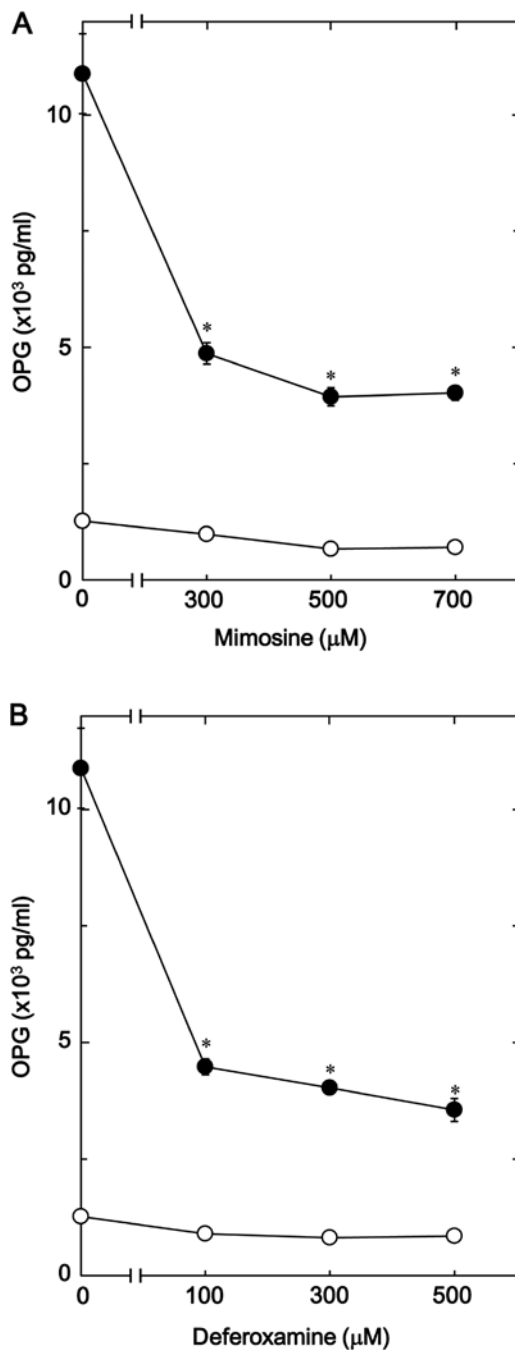 A
10
5
0
OPG (x10³ pg/ml)
* * *
0 300 500 700
Mimosine (μM)
B
10
5
0
OPG (x10³ pg/ml)
* * *
0 100 300 500
Deferoxamine (μM)